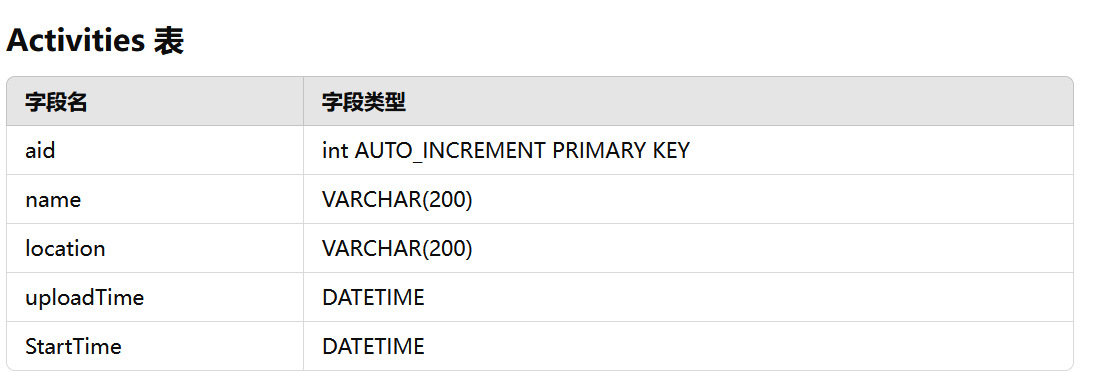 Activities 表
字段名 字段类型
aid int AUTO_INCREMENT PRIMARY KEY
name VARCHAR(200)
location VARCHAR(200)
uploadTime DATETIME
StartTime DATETIME